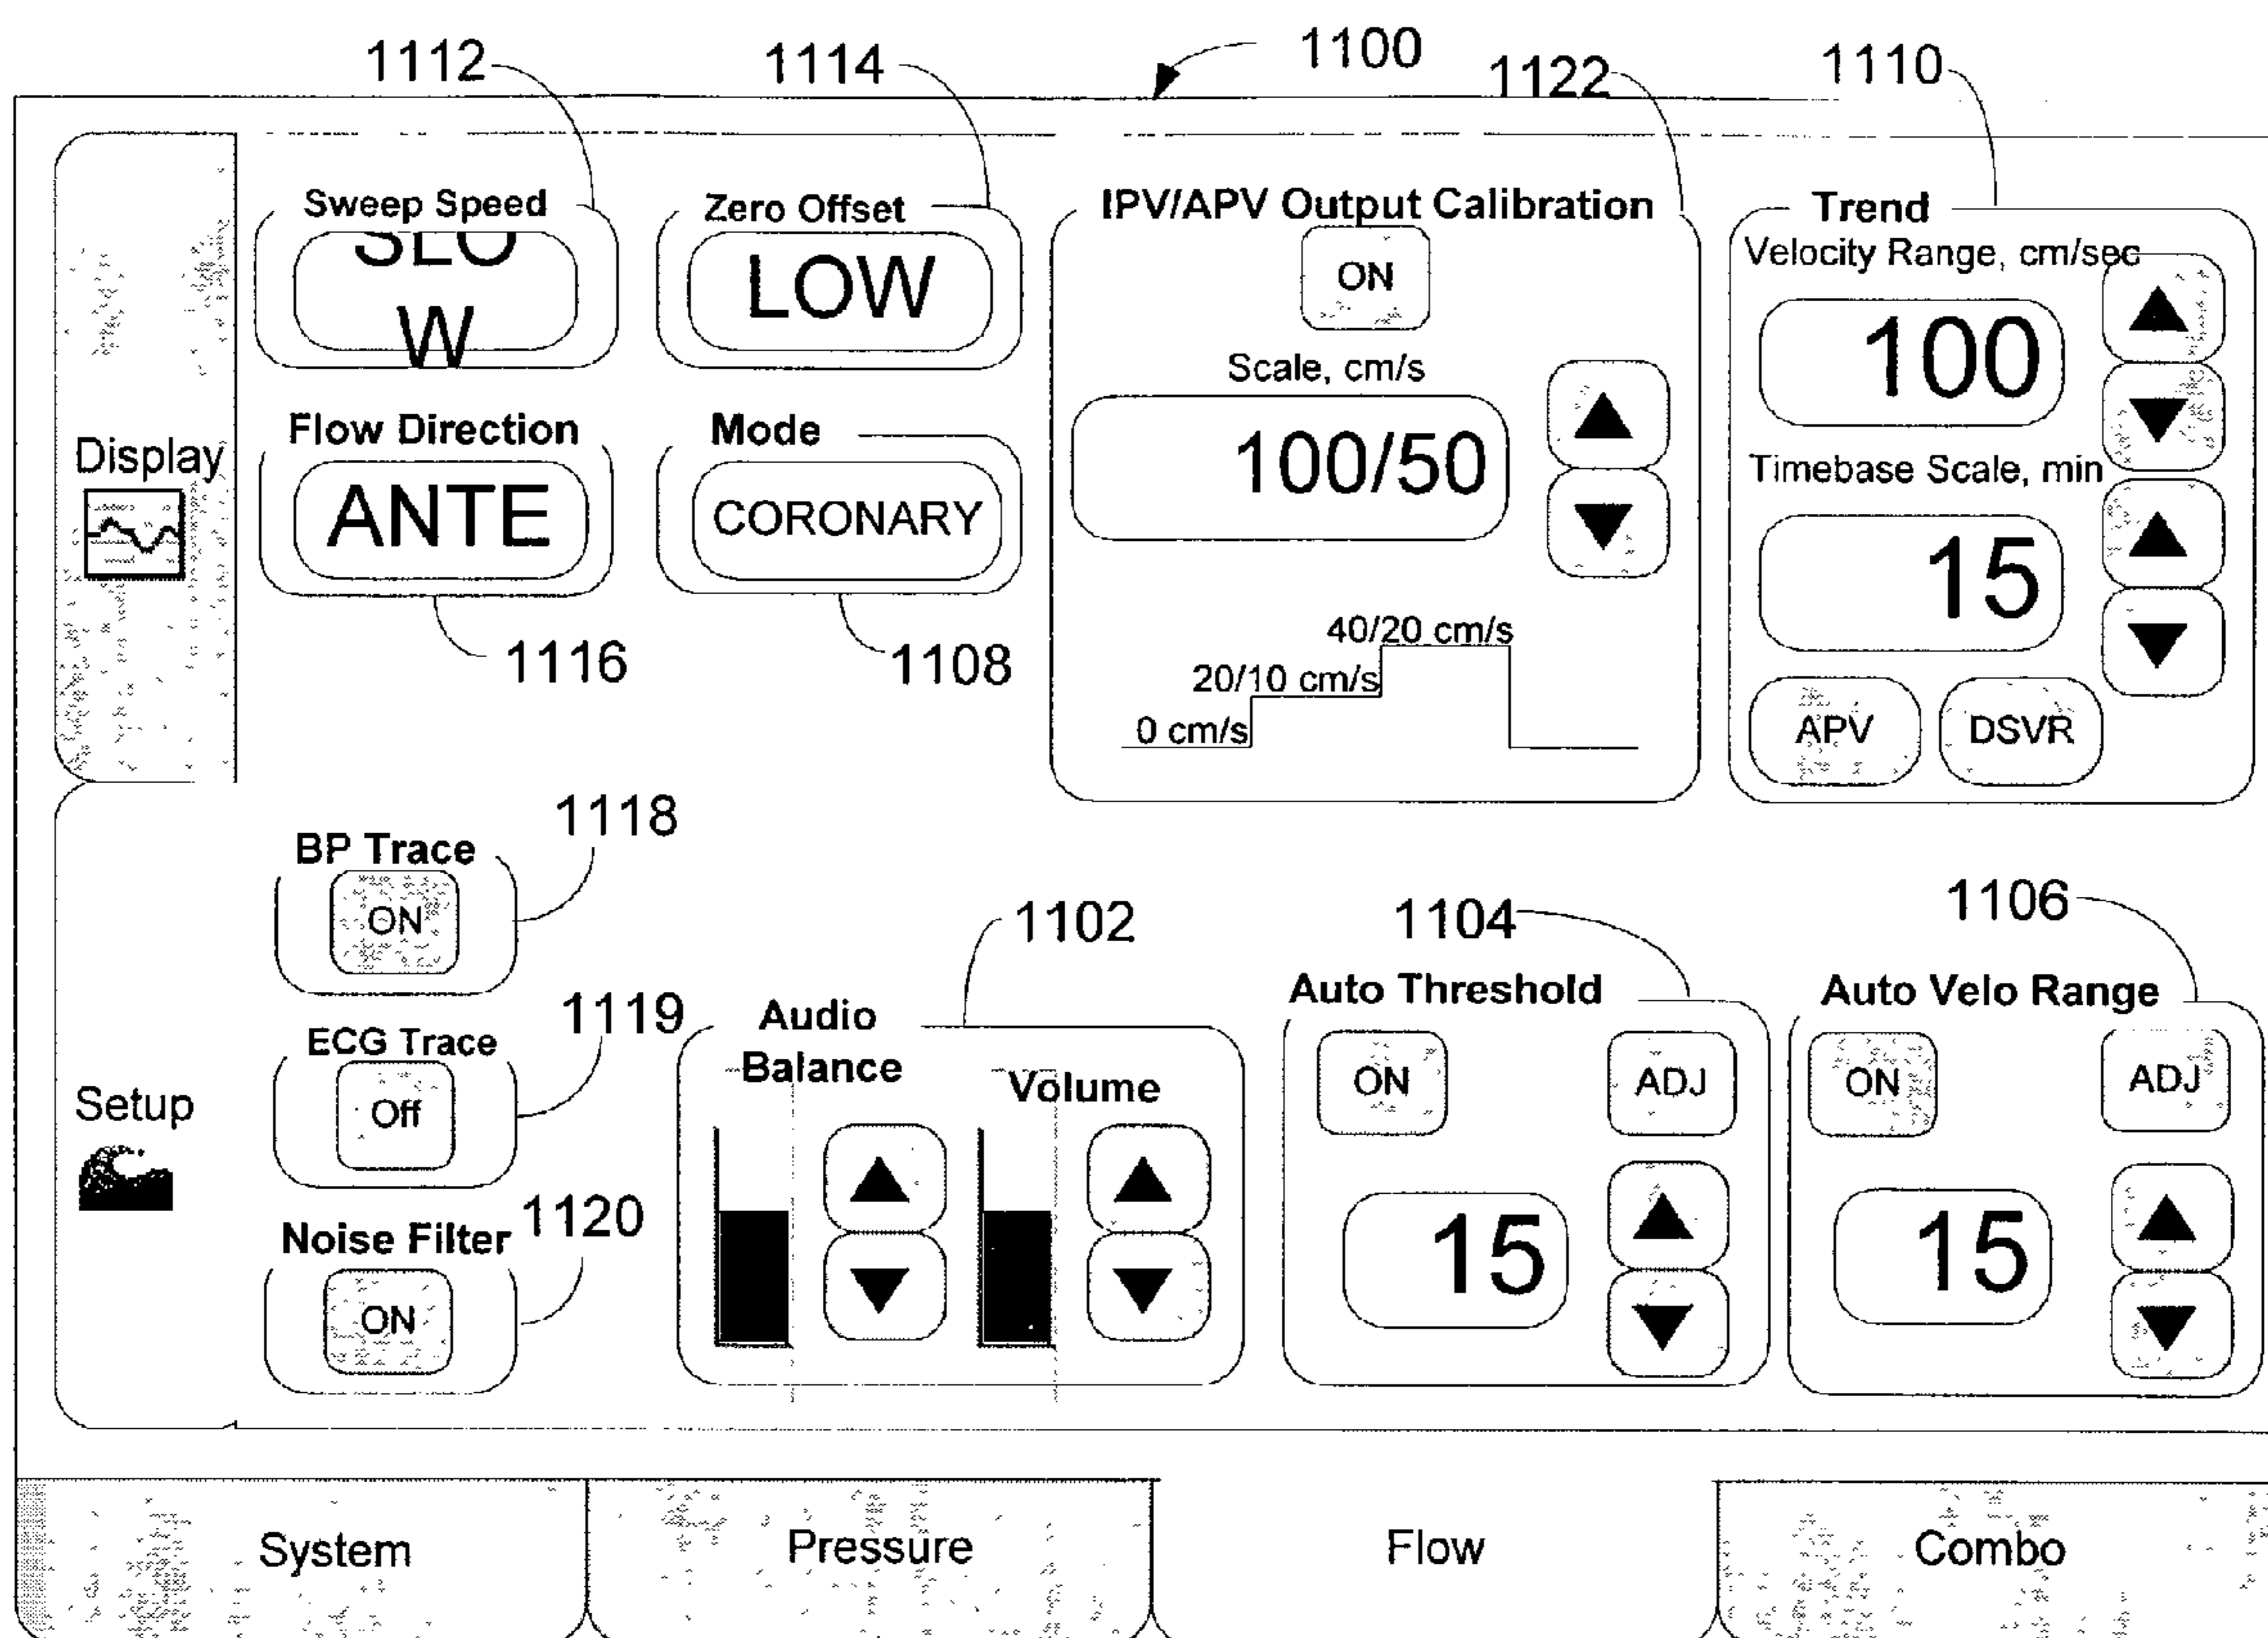 1112
1114
1100
1122
1110
Sweep Speed
SLO
W
Zero Offset
LOW
IPV/APV Output Calibration
ON
Scale, cm/s
100/50
40/20 cm/s
20/10 cm/s
0 cm/s
Trend
Velocity Range, cm/sec
100
Timebase Scale, min
15
APV
DSVR
Display
Flow Direction
ANTE
Mode
CORONARY
1116
1108
BP Trace
ON
1118
ECG Trace
Off
1119
Setup
Noise Filter
ON
1120
1102
Audio
Balance
Volume
1104
Auto Threshold
ON
ADJ
15
1106
Auto Velo Range
ON
ADJ
15
System
Pressure
Flow
Combo